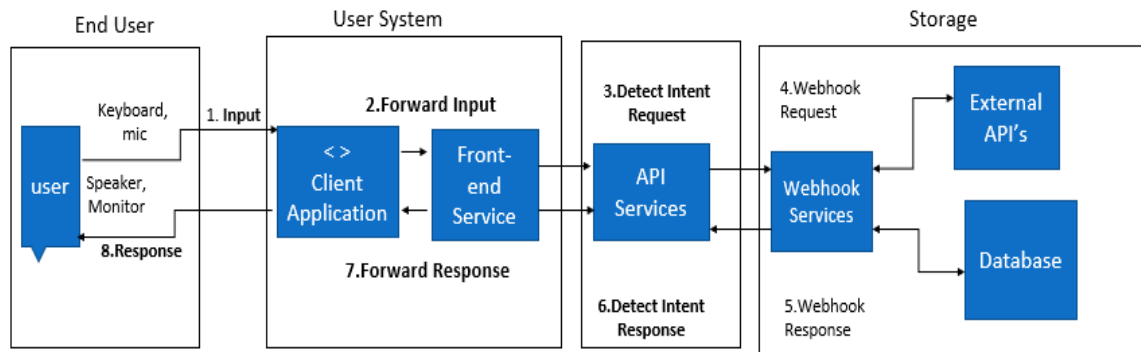 End User
User System
Storage
Keyboard,
mic
1. Input
2.Forward Input
3.Detect Intent
Request
4.Webhook
Request
External
API's
user
Speaker,
Monitor
< >
Client
Application
Front-
end
Service
API
Services
Webhook
Services
8.Response
7.Forward Response
6.Detect Intent
Response
5.Webhook
Response
Database